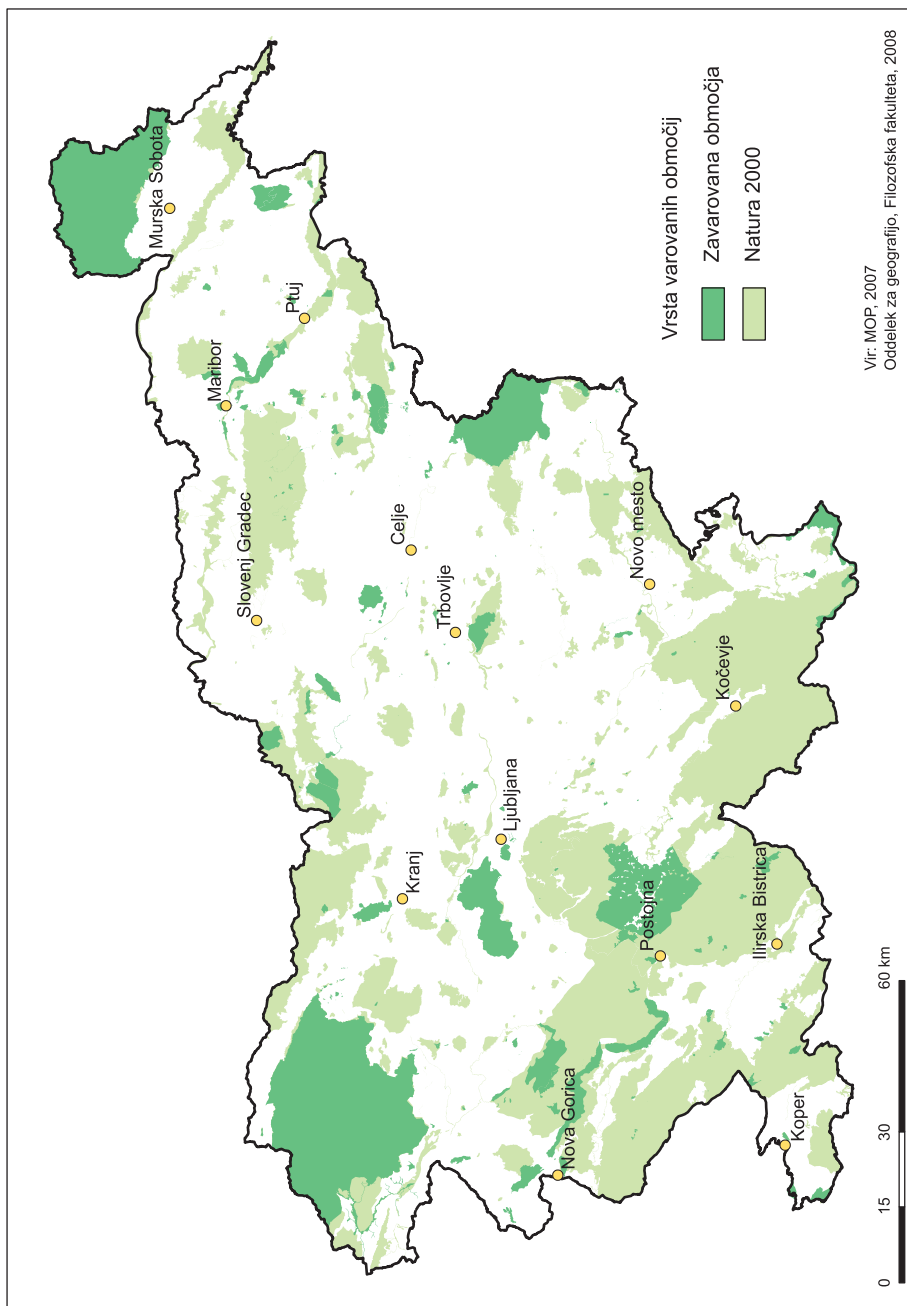 Murska Sobota
Maribor
Ptuj
Slovenj Gradec
Celje
Trbovlje
Novo mesto
Kranj
Ljubljana
Kočevje
Postojna
Nova Gorica
Ilirska Bistrica
Koper
Vrsta varovanih območij
Zavarovana območja
Natura 2000
0 15 30 60 km
Vir: MOP, 2007
Oddelek za geografijo, Filozofska fakulteta, 2008